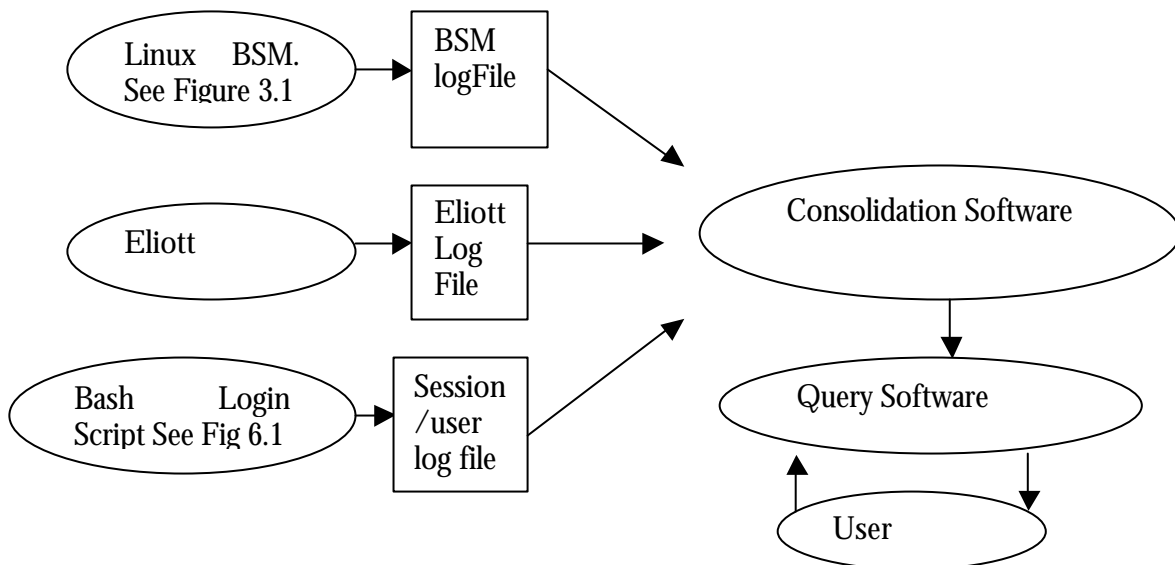 Linux BSM.
See Figure 3.1
BSM
logFile
Eliott
Eliott
Log
File
Bash Login
Script See Fig 6.1
Session
/user
log file
Consolidation Software
Query Software
User